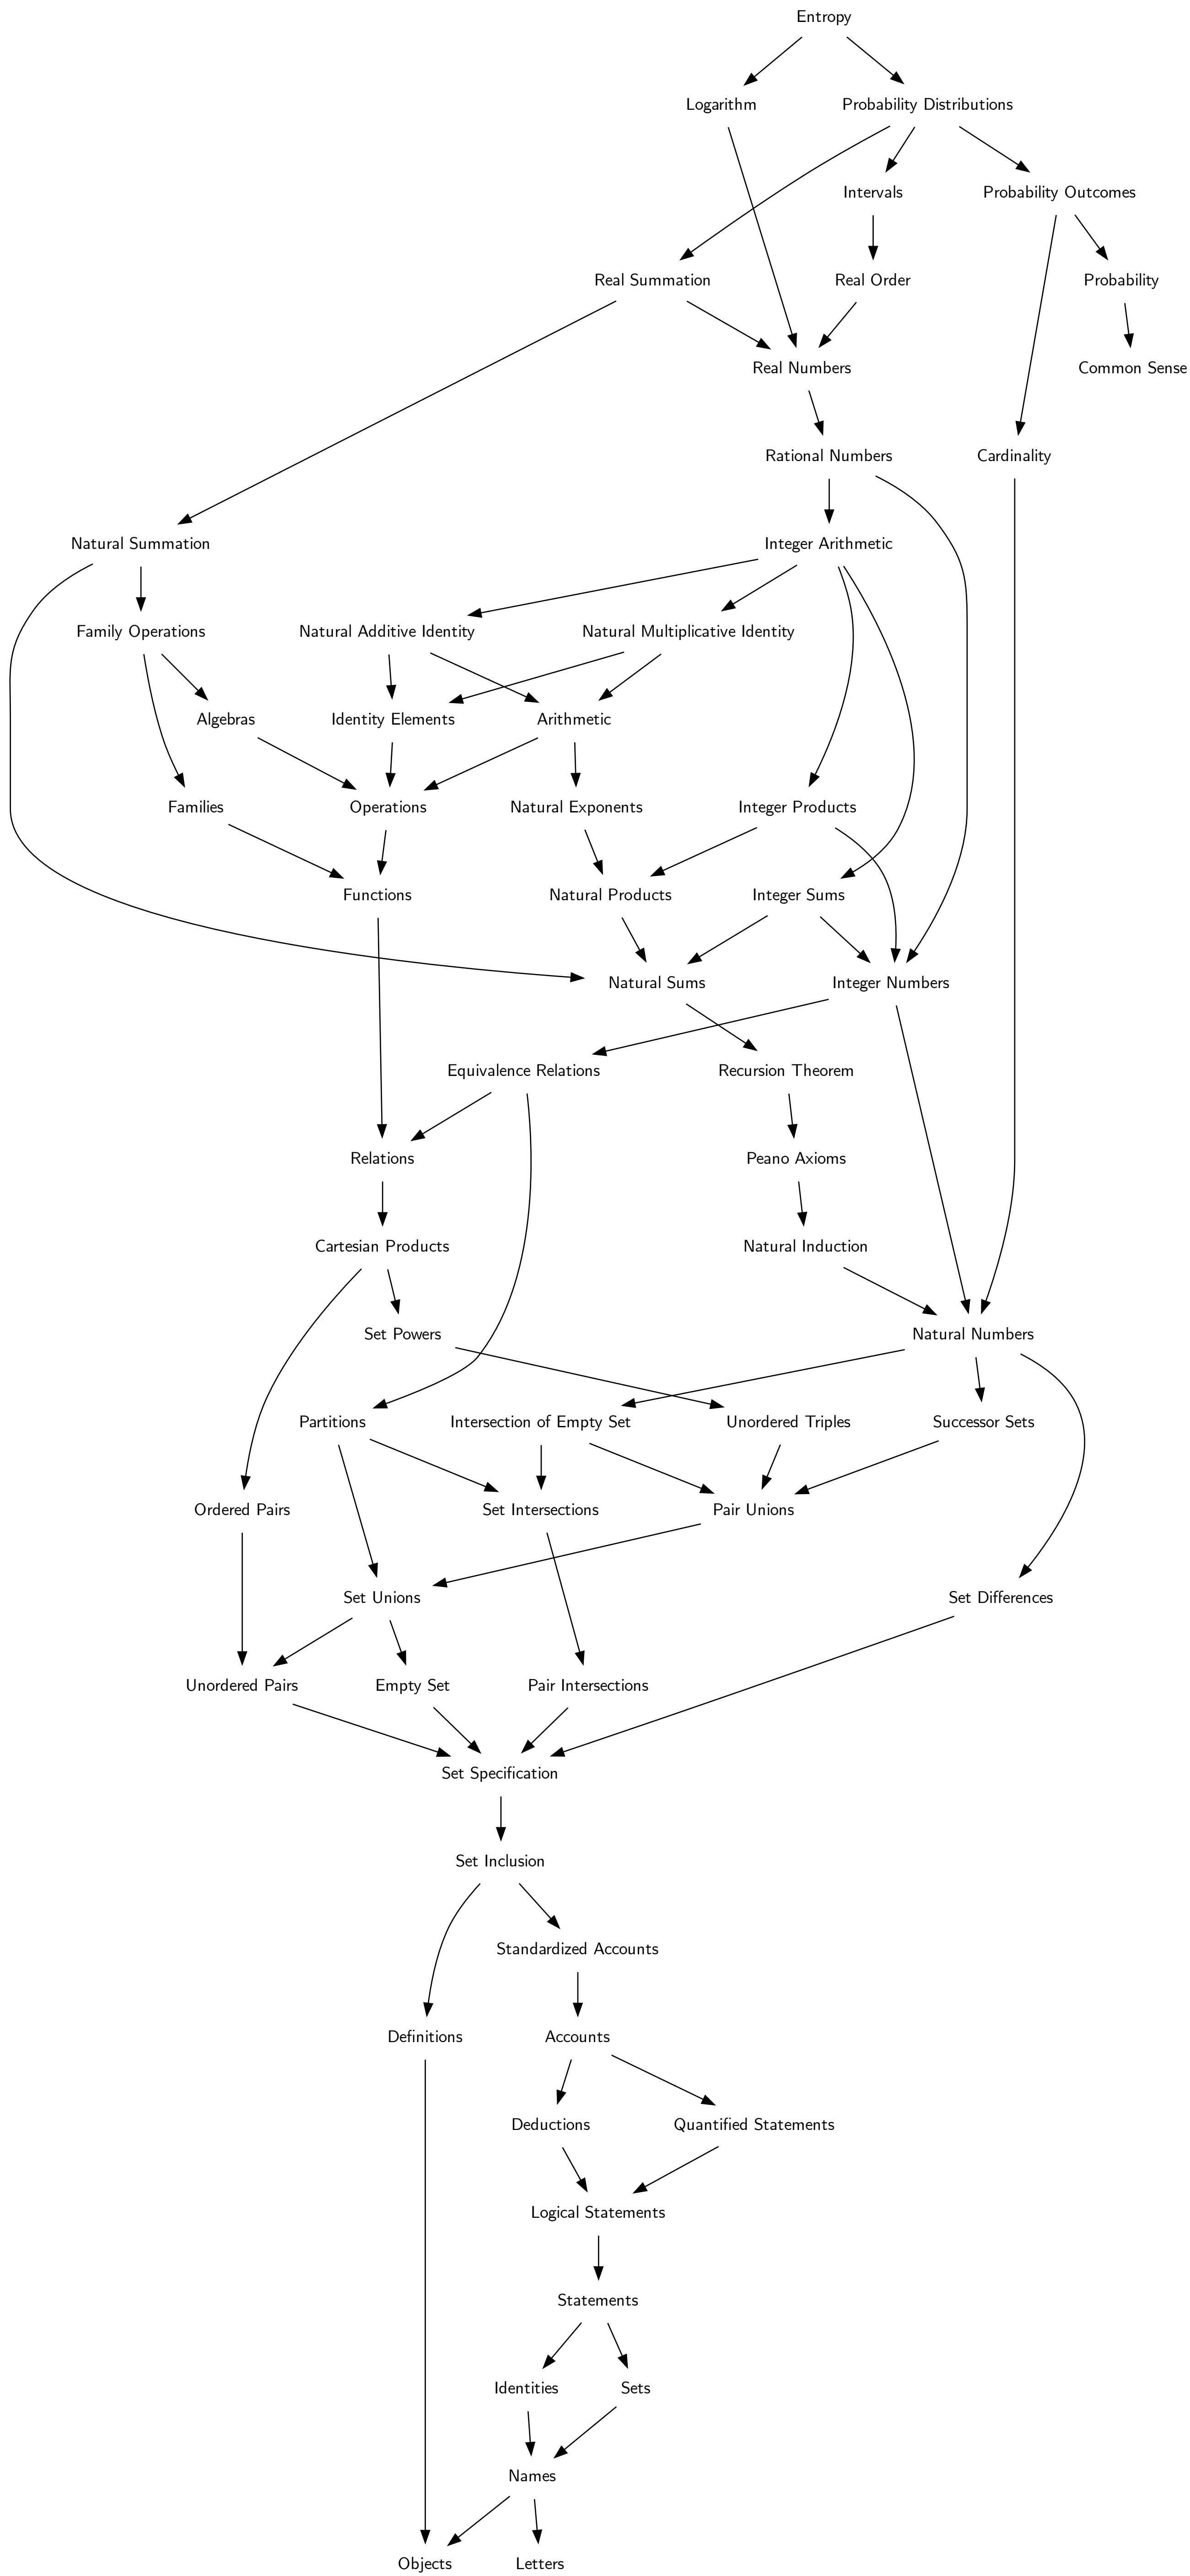 Entropy
Logarithm
Probability Distributions
Intervals
Probability Outcomes
Real Summation
Real Order
Probability
Real Numbers
Common Sense
Rational Numbers
Cardinality
Natural Summation
Integer Arithmetic
Family Operations
Natural Additive Identity
Natural Multiplicative Identity
Algebras
Identity Elements
Arithmetic
Families
Operations
Natural Exponents
Integer Products
Functions
Natural Products
Integer Sums
Natural Sums
Integer Numbers
Equivalence Relations
Recursion Theorem
Relations
Peano Axioms
Cartesian Products
Natural Induction
Set Powers
Natural Numbers
Partitions
Intersection of Empty Set
Unordered Triples
Successor Sets
Ordered Pairs
Set Intersections
Pair Unions
Set Unions
Set Differences
Unordered Pairs
Empty Set
Pair Intersections
Set Specification
Set Inclusion
Standardized Accounts
Definitions
Accounts
Deductions
Quantified Statements
Logical Statements
Statements
Identities
Sets
Names
Objects
Letters